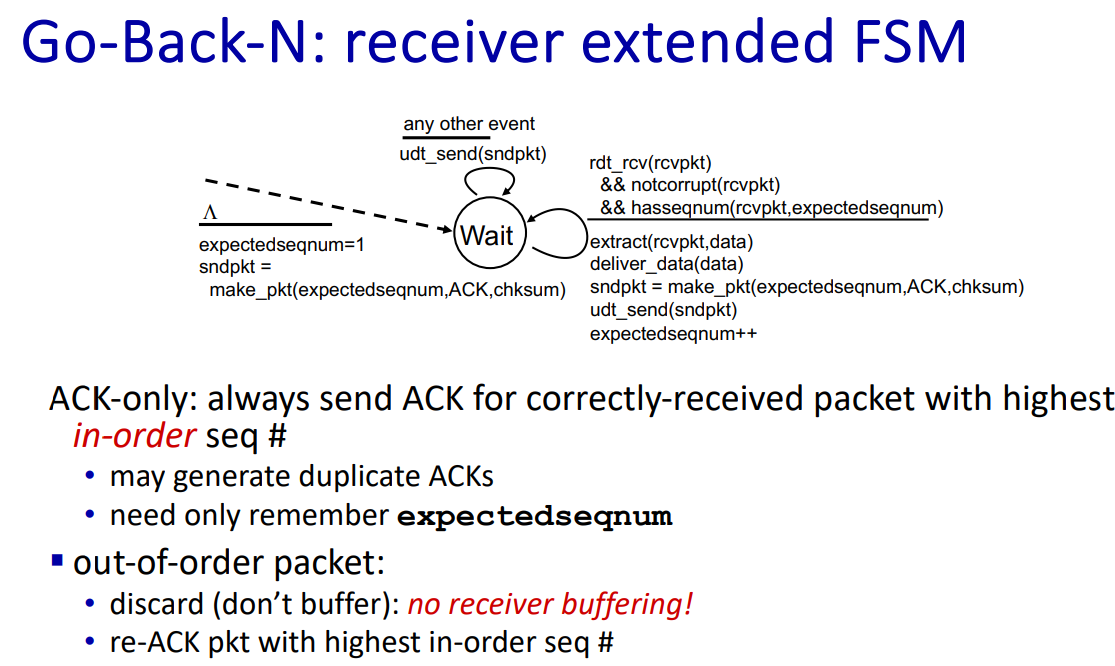 Go-Back-N: receiver extended FSM
any other event
udt_send(sndpkt)
rdt_rcv(rcvpkt)
&& notcorrupt(rcvpkt)
&& hasseqnum(rcvpkt,expectedseqnum)
Λ
Wait
expectedseqnum=1
sndpkt =
make_pkt(expectedseqnum,ACK,chksum)
extract(rcvpkt,data)
deliver_data(data)
sndpkt = make_pkt(expectedseqnum,ACK,chksum)
udt_send(sndpkt)
expectedseqnum++
ACK-only: always send ACK for correctly-received packet with highest
in-order seq #
• may generate duplicate ACKs
• need only remember expectedseqnum
▪ out-of-order packet:
• discard (don’t buffer): no receiver buffering!
• re-ACK pkt with highest in-order seq #